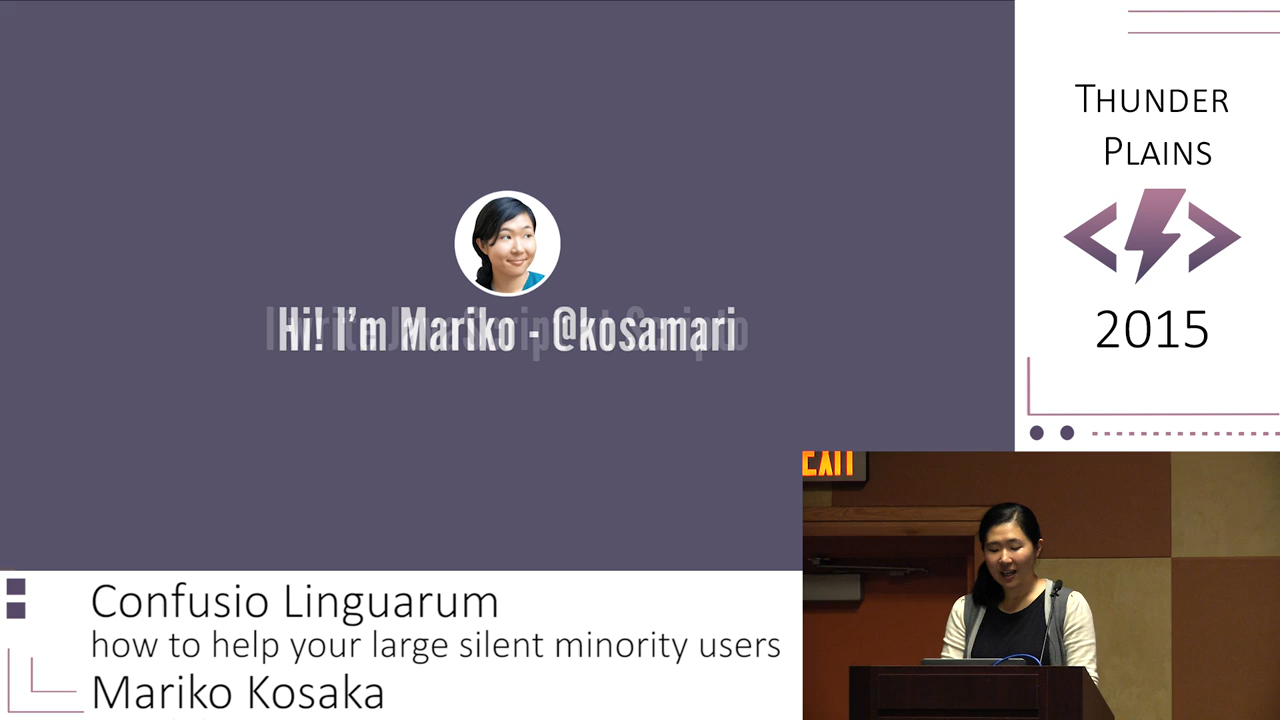 Hi! I'm Mariko - @kosamari
THUNDER
PLAINS
2015
EXIT
Confusio Linguarum
how to help your large silent minority users
Mariko Kosaka